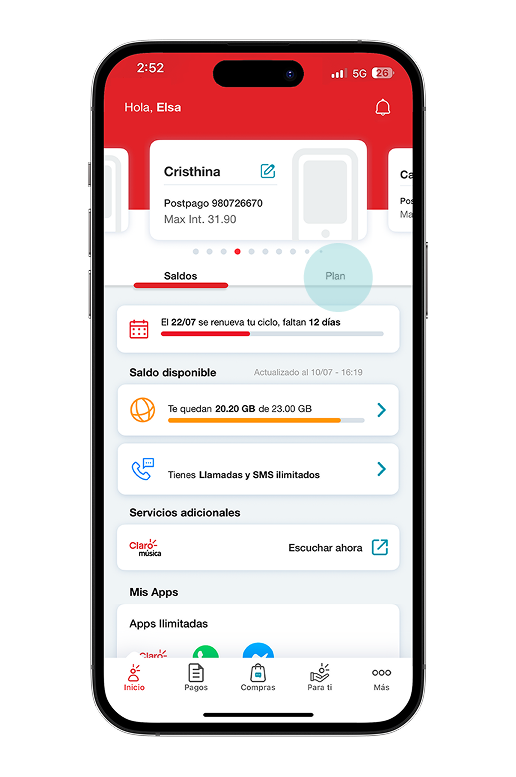 2:52
5G 26
Hola, Elsa
Cristhina
Postpago 980726670
Max Int. 31.90
Ca
Pos
Ma
Saldos
Plan
El 22/07 se renueva tu ciclo, faltan 12 días
Saldo disponible
Actualizado al 10/07 - 16:19
Te quedan 20.20 GB de 23.00 GB
Tienes Llamadas y SMS ilimitados
Servicios adicionales
Claro
música
Escuchar ahora
Mis Apps
Apps Ilimitadas
Claro
Inicio
Pagos
Compras
Para ti
Más